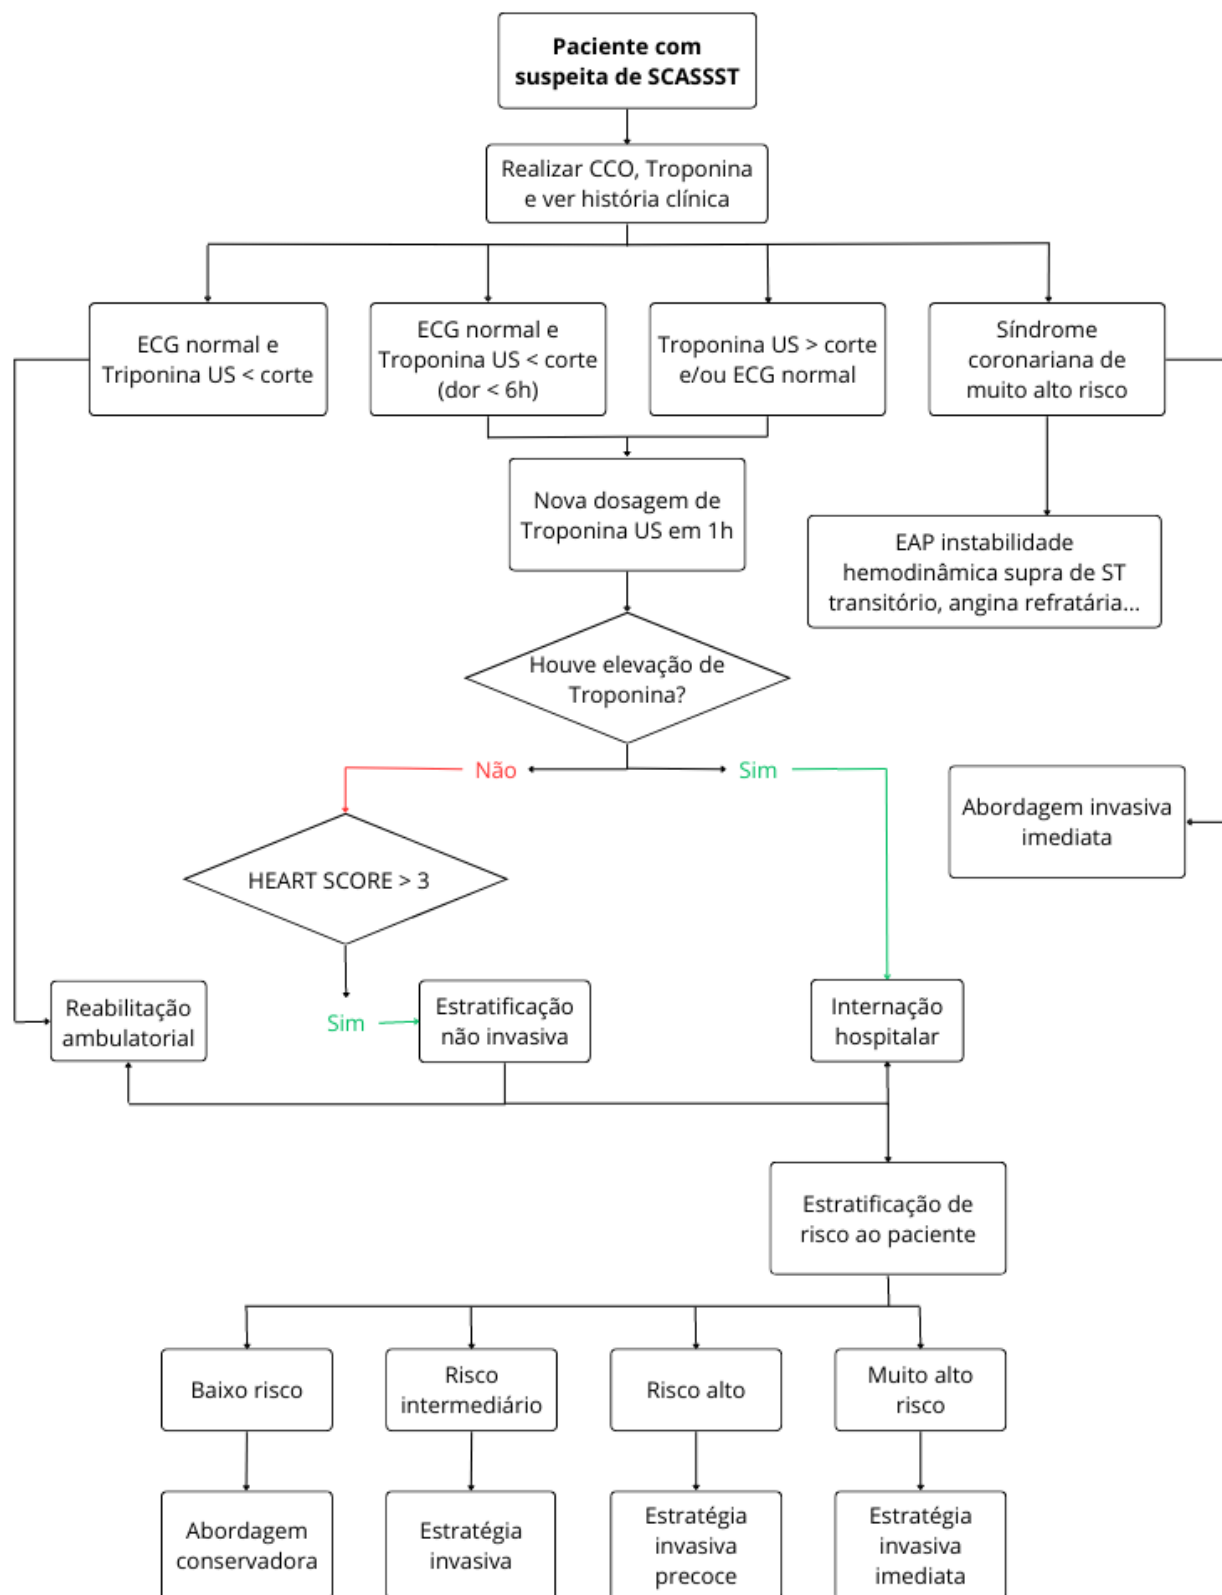 Paciente com
suspeita de SCASSST
Realizar CCO, Troponina
e ver história clínica
ECG normal e
Triponina US < corte
ECG normal e
Troponina US < corte
(dor < 6h)
Troponina US > corte
e/ou ECG normal
Síndrome
coronariana de
muito alto risco
Nova dosagem de
Troponina US em 1h
EAP instabilidade
hemodinâmica supra de ST
transitório, angina refratária...
Houve elevação de
Troponina?
Não
Sim
Abordagem invasiva
imediata
HEART SCORE > 3
Reabilitação
ambulatorial
Sim
Estratificação
não invasiva
Internação
hospitalar
Estratificação de
risco ao paciente
Baixo risco
Risco
intermediário
Risco alto
Muito alto
risco
Abordagem
conservadora
Estratégia
invasiva
Estratégia
invasiva
precoce
Estratégia
invasiva
imediata